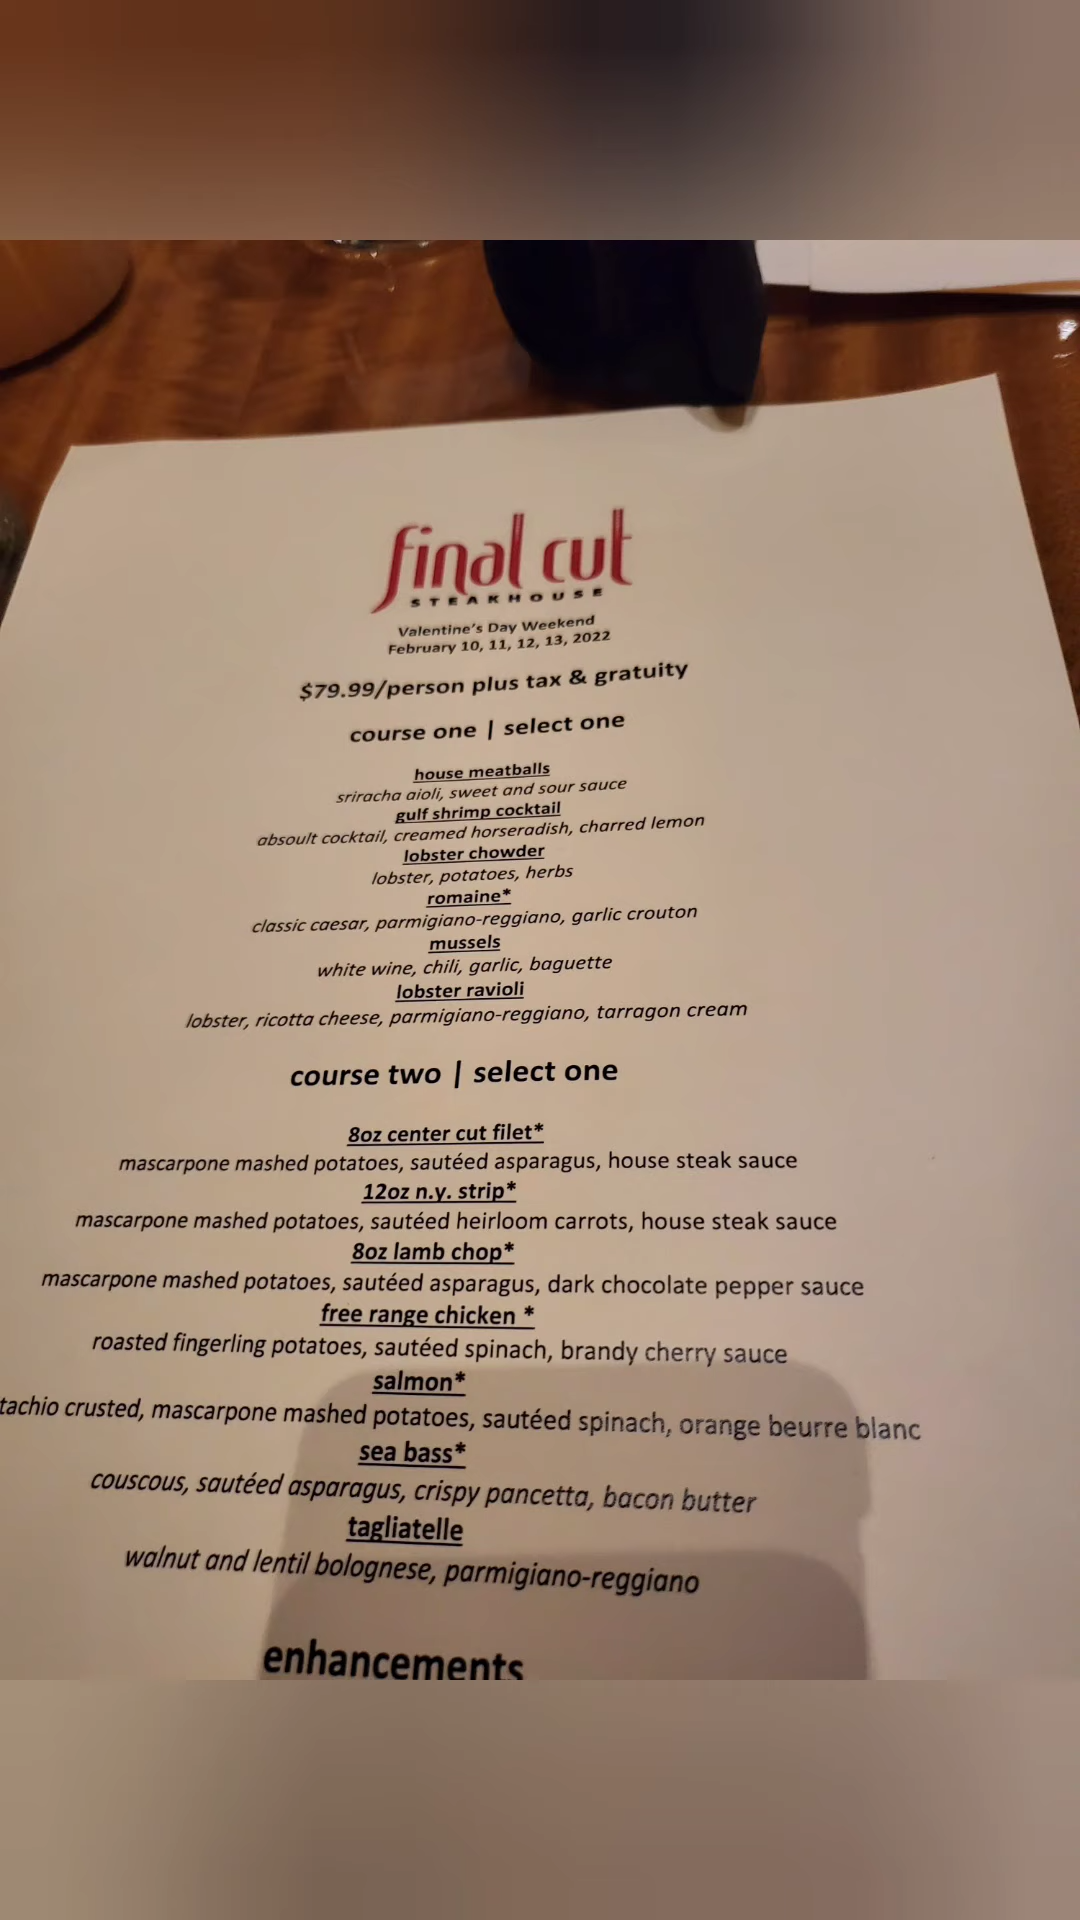 final cut
STEAKHOUSE
Valentine's Day Weekend
February 10, 11, 12, 13, 2022
$79.99/person plus tax & gratuity
course one | select one
house meatballs
sriracha aioli, sweet and sour sauce
gulf shrimp cocktail
absoult cocktail, creamed horseradish, charred lemon
lobster chowder
lobster, potatoes, herbs
romaine*
classic caesar, parmigiano-reggiano, garlic crouton
mussels
white wine, chili, garlic, baguette
lobster ravioli
lobster, ricotta cheese, parmigiano-reggiano, tarragon cream
course two | select one
8oz center cut filet*
mascarpone mashed potatoes, sautéed asparagus, house steak sauce
12oz n.y. strip*
mascarpone mashed potatoes, sautéed heirloom carrots, house steak sauce
8oz lamb chop*
mascarpone mashed potatoes, sautéed asparagus, dark chocolate pepper sauce
free range chicken *
roasted fingerling potatoes, sautéed spinach, brandy cherry sauce
salmon*
tachio crusted, mascarpone mashed potatoes, sautéed spinach, orange beurre blanc
sea bass*
couscous, sautéed asparagus, crispy pancetta, bacon butter
tagliatelle
walnut and lentil bolognese, parmigiano-reggiano
enhancements